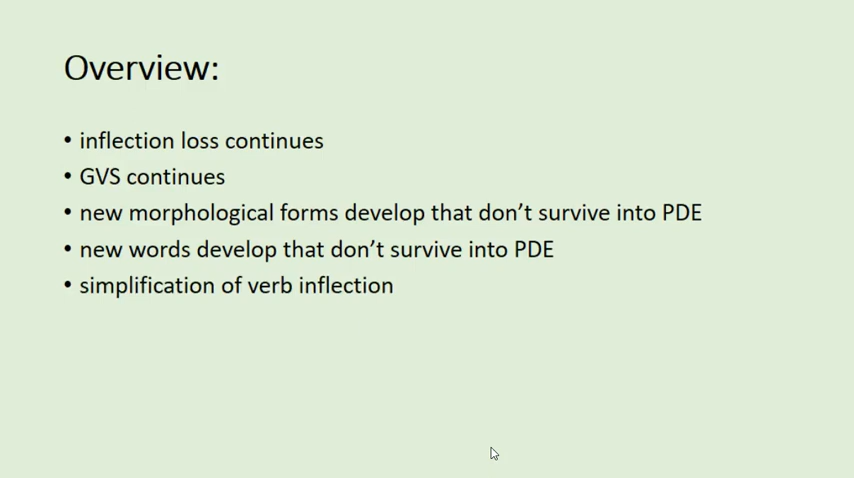 Overview:
• inflection loss continues
• GVS continues
• new morphological forms develop that don’t survive into PDE
• new words develop that don’t survive into PDE
• simplification of verb inflection